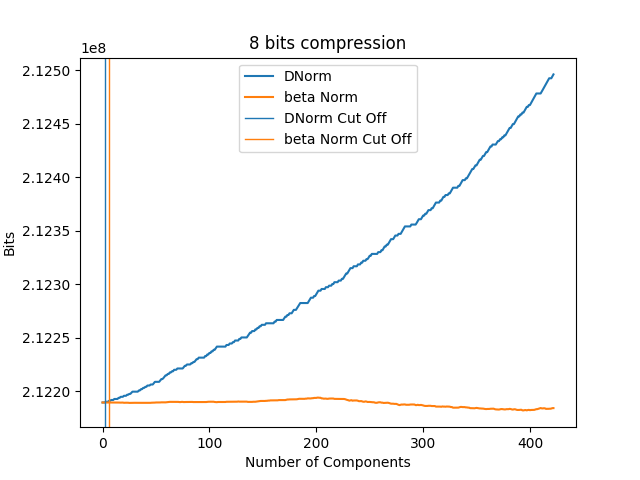 8 bits compression
1e8
2.1250
2.1245
2.1240
2.1235
2.1230
2.1225
2.1220
Bits
DNorm
beta Norm
DNorm Cut Off
beta Norm Cut Off
0 100 200 300 400
Number of Components